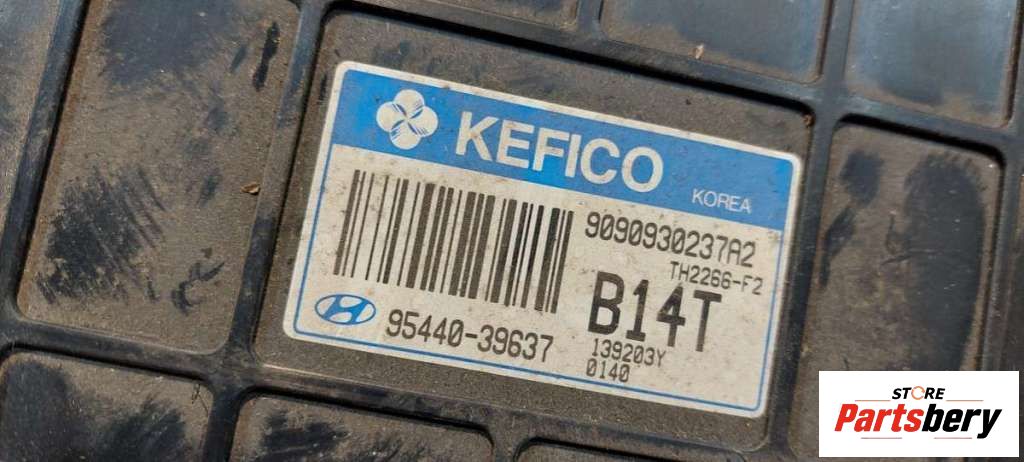 KEFICO
KOREA
9090930237A2
TH2266-F2
B14T
95440-39637
139203Y
0140
STORE
Partsbery